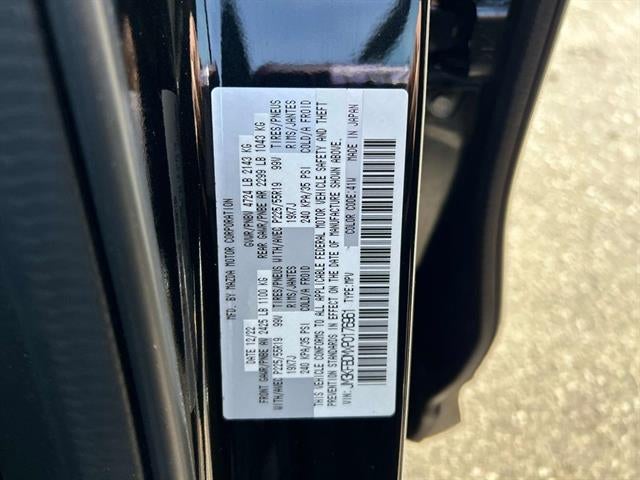 MFD. BY MAZDA MOTOR CORPORATION
DATE 12/22 GVWR/PNBV 4724 LB 2143 KG
FRONT GAWR/PNBE AV 2425 LB 1100 KG REAR GAWR/PNBE AR 2299 LB 1043 KG
WITH/AVEC P225/55R19 99V TIRES/PNEUS WITH/AVEC P225/55R19 99V TIRES/PNEUS
19X7J RIMS/JANTES 19X7J RIMS/JANTES
240 KPA/35 PSI COLD/A FROID 240 KPA/35 PSI COLD/A FROID
THIS VEHICLE CONFORMS TO ALL APPLICABLE FEDERAL MOTOR VEHICLE SAFETY AND THEFT
PREVENTION STANDARDS IN EFFECT ON THE DATE OF MANUFACTURE SHOWN ABOVE.
VIN: TYPE:MPV COLOR CODE:41W MADE IN JAPAN